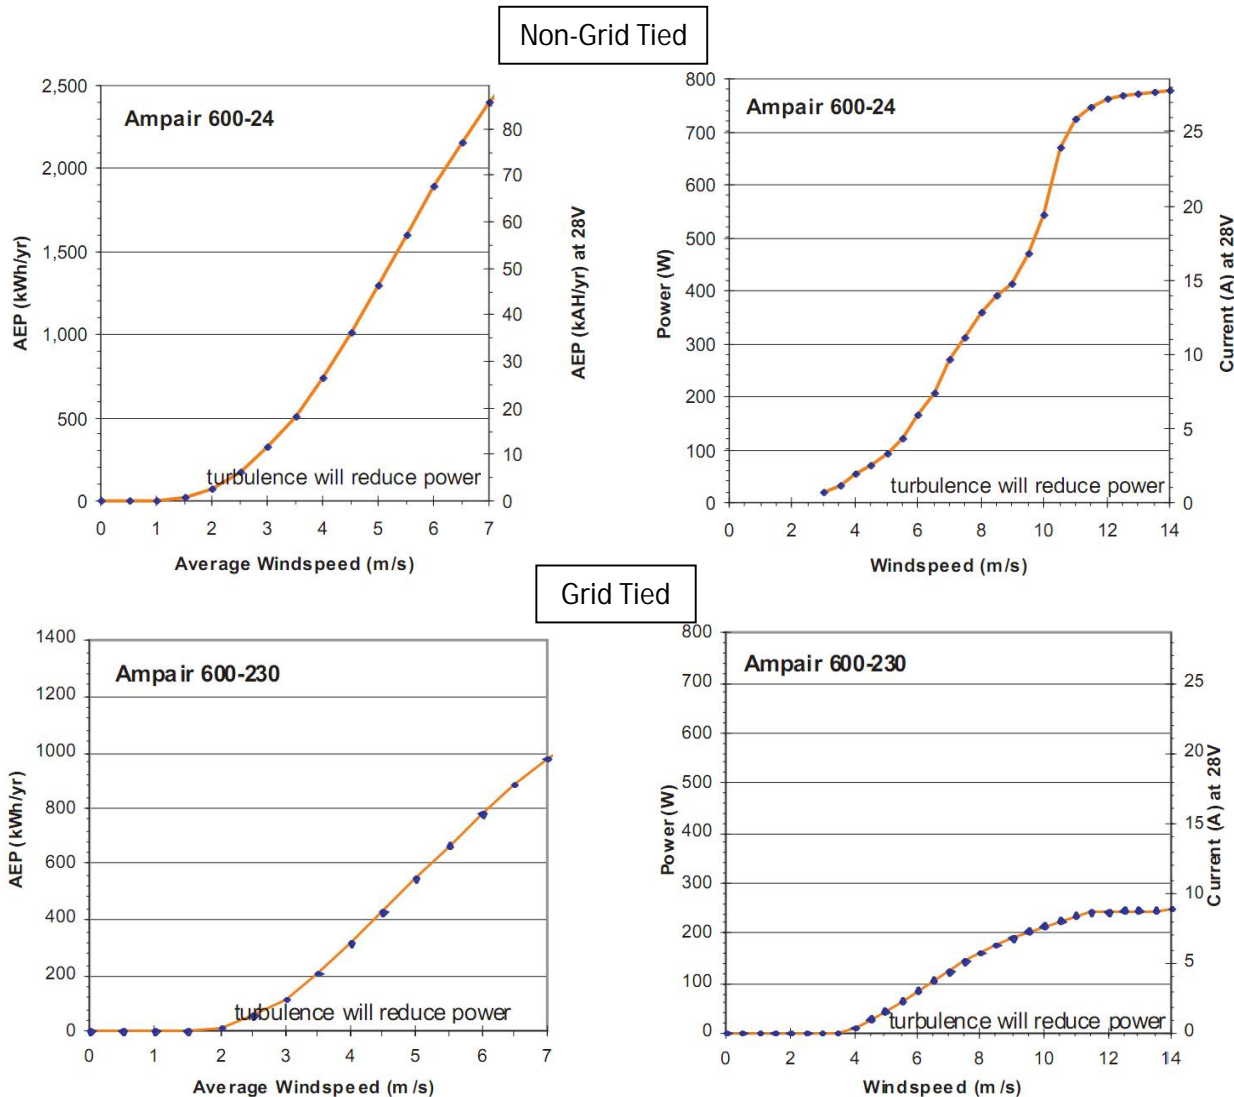 Non-Grid Tied
Ampair 600-24
AEP (kWh/yr)
2,500
2,000
1,500
1,000
500
0
80
70
60
50
40
30
20
10
0
AEP (kAH/yr) at 28V
turbulence will reduce power
0 1 2 3 4 5 6 7
Average Windspeed (m/s)
Ampair 600-24
Power (W)
800
700
600
500
400
300
200
100
0
25
20
15
10
5
0
Current (A) at 28V
turbulence will reduce power
0 2 4 6 8 10 12 14
Windspeed (m/s)
Grid Tied
Ampair 600-230
AEP (kWh/yr)
1400
1200
1000
800
600
400
200
0
turbulence will reduce power
0 1 2 3 4 5 6 7
Average Windspeed (m/s)
Ampair 600-230
Power (W)
800
700
600
500
400
300
200
100
0
25
20
15
10
5
0
Current (A) at 28V
turbulence will reduce power
0 2 4 6 8 10 12 14
Windspeed (m/s)